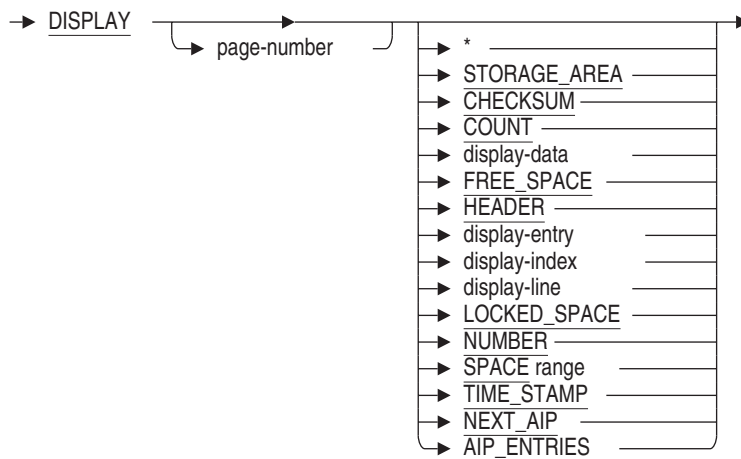 DISPLAY
page-number
*
STORAGE_AREA
CHECKSUM
COUNT
display-data
FREE_SPACE
HEADER
display-entry
display-index
display-line
LOCKED_SPACE
NUMBER
SPACE range
TIME_STAMP
NEXT_AIP
AIP_ENTRIES